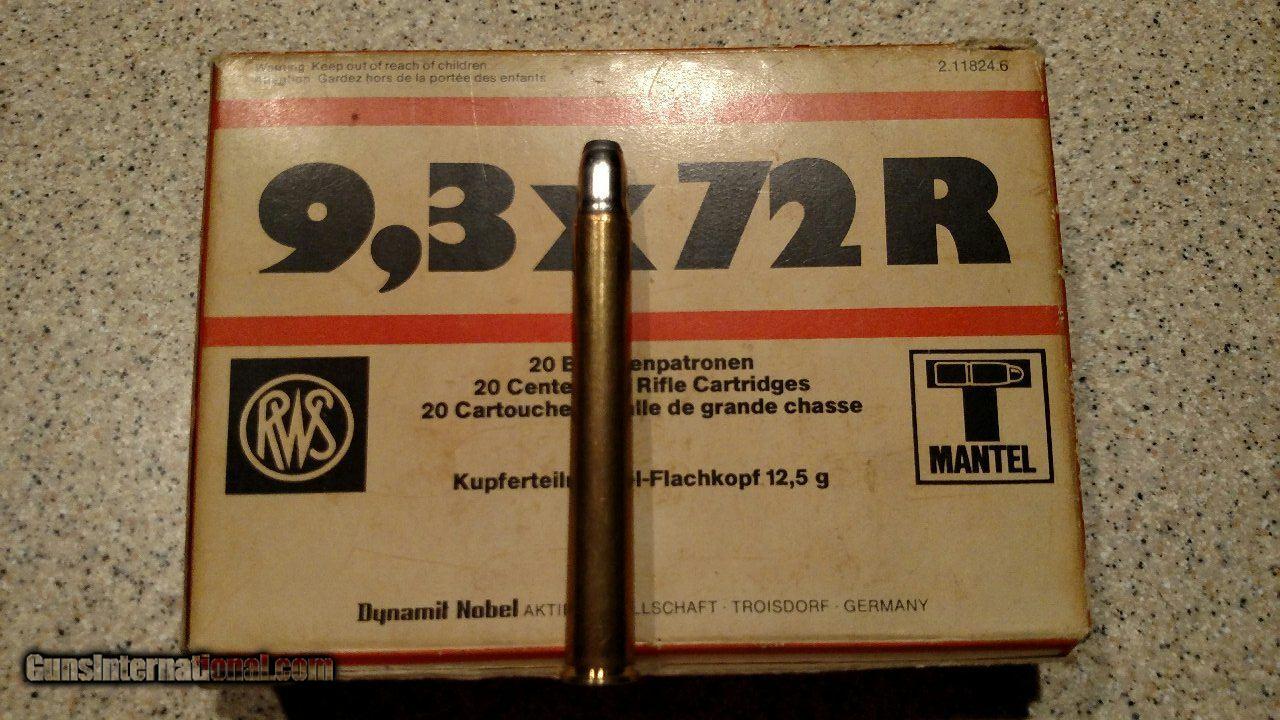 Warning: Keep out of reach of children
Gardez hors de la portée des enfants
2.11824.6
9,3x72R
20 B enpatronen
20 Cente Rifle Cartridges
20 Cartouche lle de grande chasse
Kupferteil l-Flachkopf 12,5 g
RWS
T
MANTEL
Dynamit Nobel AKTI LLSCHAFT · TROISDORF · GERMANY
GunsInternational.com